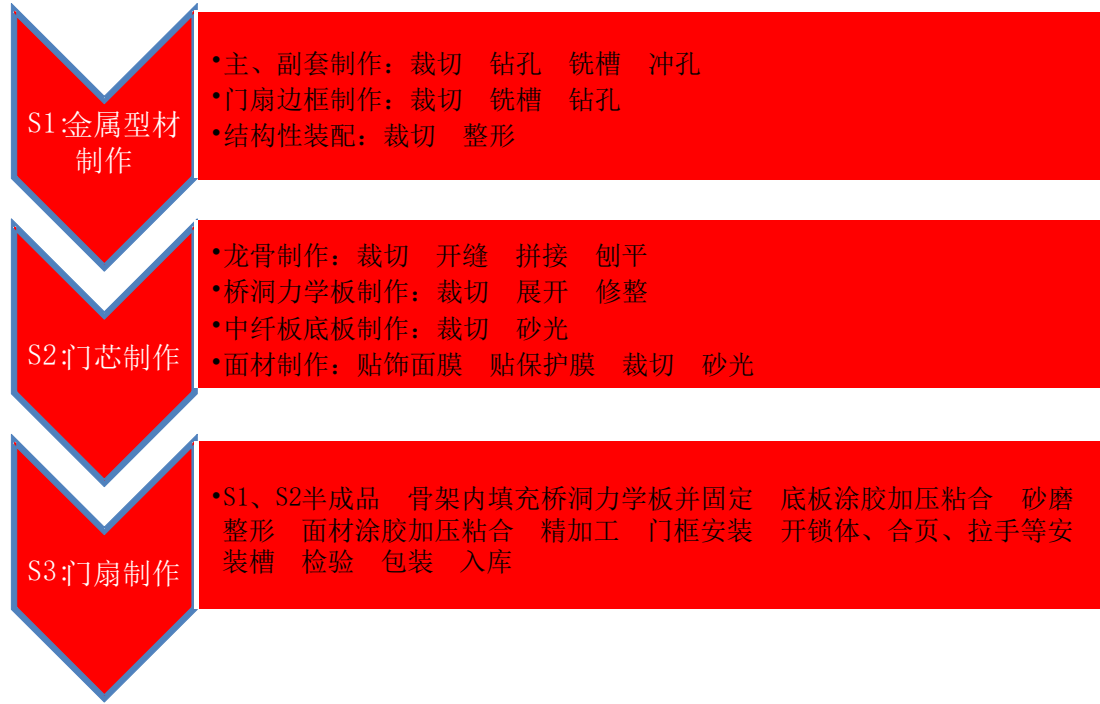 S1:金属型材
制作
•主、副套制作：裁切　钻孔　铣槽　冲孔
•门扇边框制作：裁切　铣槽　钻孔
•结构性装配：裁切　整形
S2:门芯制作
•龙骨制作：裁切　开缝　拼接　刨平
•桥洞力学板制作：裁切　展开　修整
•中纤板底板制作：裁切　砂光
•面材制作：贴饰面膜　贴保护膜　裁切　砂光
S3:门扇制作
•S1、S2半成品　骨架内填充桥洞力学板并固定　底板涂胶加压粘合　砂磨
整形　面材涂胶加压粘合　精加工　门框安装　开锁体、合页、拉手等安
装槽　检验　包装　入库